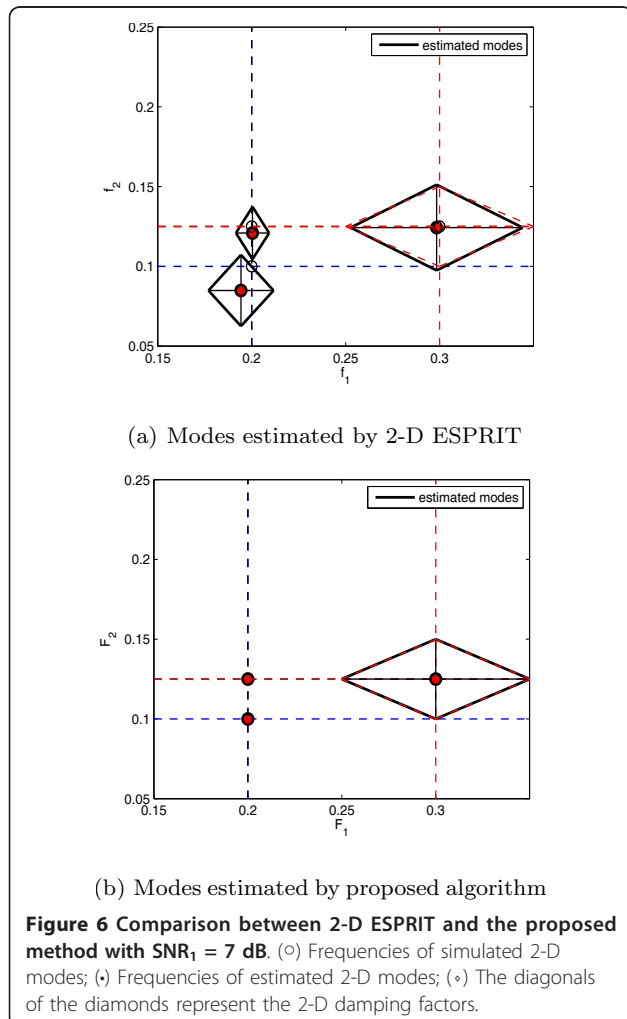 0.25
estimated modes
0.2
f_2
0.15
0.1
0.05
0.15 0.2 0.25 0.3
f_1
(a) Modes estimated by 2-D ESPRIT
0.25
estimated modes
0.2
F_2
0.15
0.1
0.05
0.15 0.2 0.25 0.3
F_1
(b) Modes estimated by proposed algorithm
Figure 6 Comparison between 2-D ESPRIT and the proposed
method with SNR₁ = 7 dB. (○) Frequencies of simulated 2-D
modes; (•) Frequencies of estimated 2-D modes; (⋄) The diagonals
of the diamonds represent the 2-D damping factors.